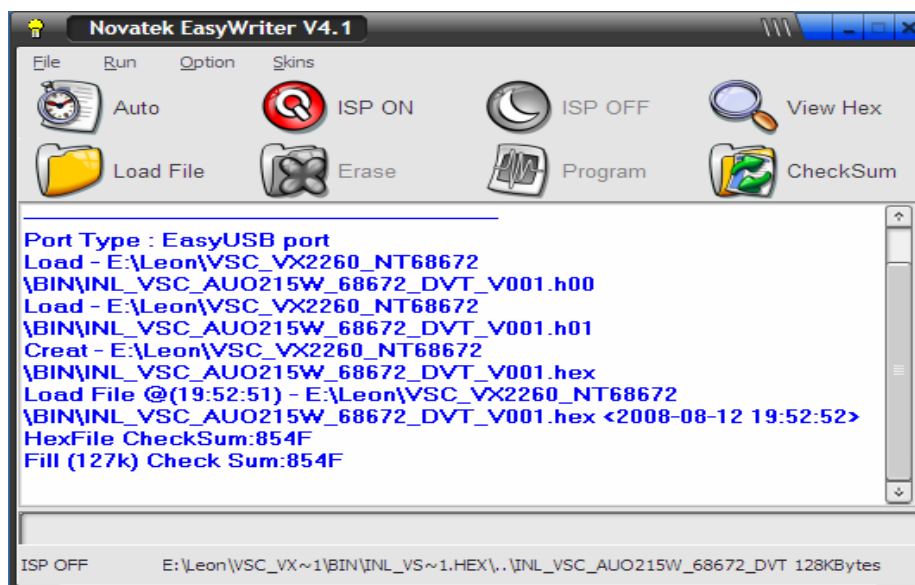 Novatek EasyWriter V4.1
File Run Option Skins
Auto ISP ON ISP OFF View Hex
Load File Erase Program CheckSum
Port Type : EasyUSB port
Load - E:\Leon\VSC_VX2260_NT68672
\BIN\INL_VSC_AUO215W_68672_DVT_V001.h00
Load - E:\Leon\VSC_VX2260_NT68672
\BIN\INL_VSC_AUO215W_68672_DVT_V001.h01
Creat - E:\Leon\VSC_VX2260_NT68672
\BIN\INL_VSC_AUO215W_68672_DVT_V001.hex
Load File @(19:52:51) - E:\Leon\VSC_VX2260_NT68672
\BIN\INL_VSC_AUO215W_68672_DVT_V001.hex <2008-08-12 19:52:52>
HexFile CheckSum:854F
Fill (127k) Check Sum:854F
ISP OFF E:\Leon\VSC_VX~1\BIN\INL_VS~1.HEX\..\INL_VSC_AUO215W_68672_DVT 128KBytes